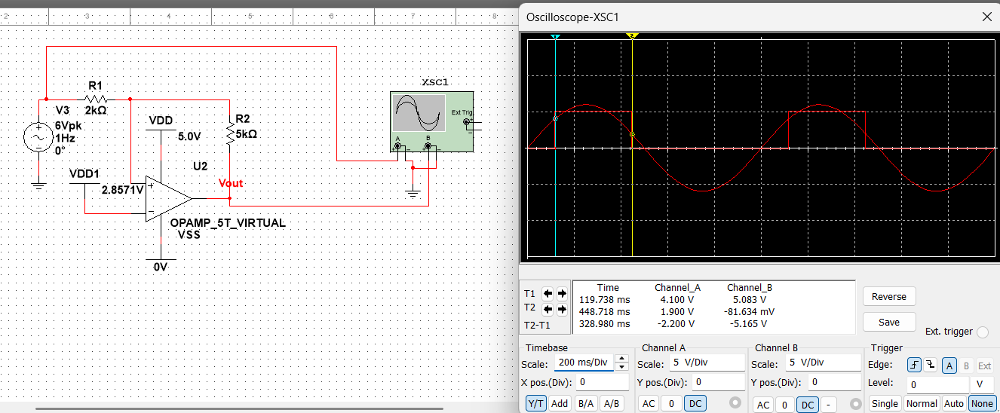 2 3 4 5 6 7 8
Oscilloscope-XSC1
1 2
XSC1
Ext Trig
+
−
A B
+ − + −
R1
2kΩ
V3
6Vpk
1Hz
0°
VDD
5.0V
R2
5kΩ
U2
VDD1
2.8571V
Vout
+
−
OPAMP_5T_VIRTUAL
VSS
0V
Time Channel_A Channel_B
T1 119.738 ms 4.100 V 5.083 V
T2 448.718 ms 1.900 V -81.634 mV
T2-T1 328.980 ms -2.200 V -5.165 V
Reverse
Save
Ext. trigger
Timebase
Scale: 200 ms/Div
X pos.(Div): 0
Y/T Add B/A A/B
Channel A
Scale: 5 V/Div
Y pos.(Div): 0
AC 0 DC
Channel B
Scale: 5 V/Div
Y pos.(Div): 0
AC 0 DC -
Trigger
Edge: A B Ext
Level: 0 V
Single Normal Auto None